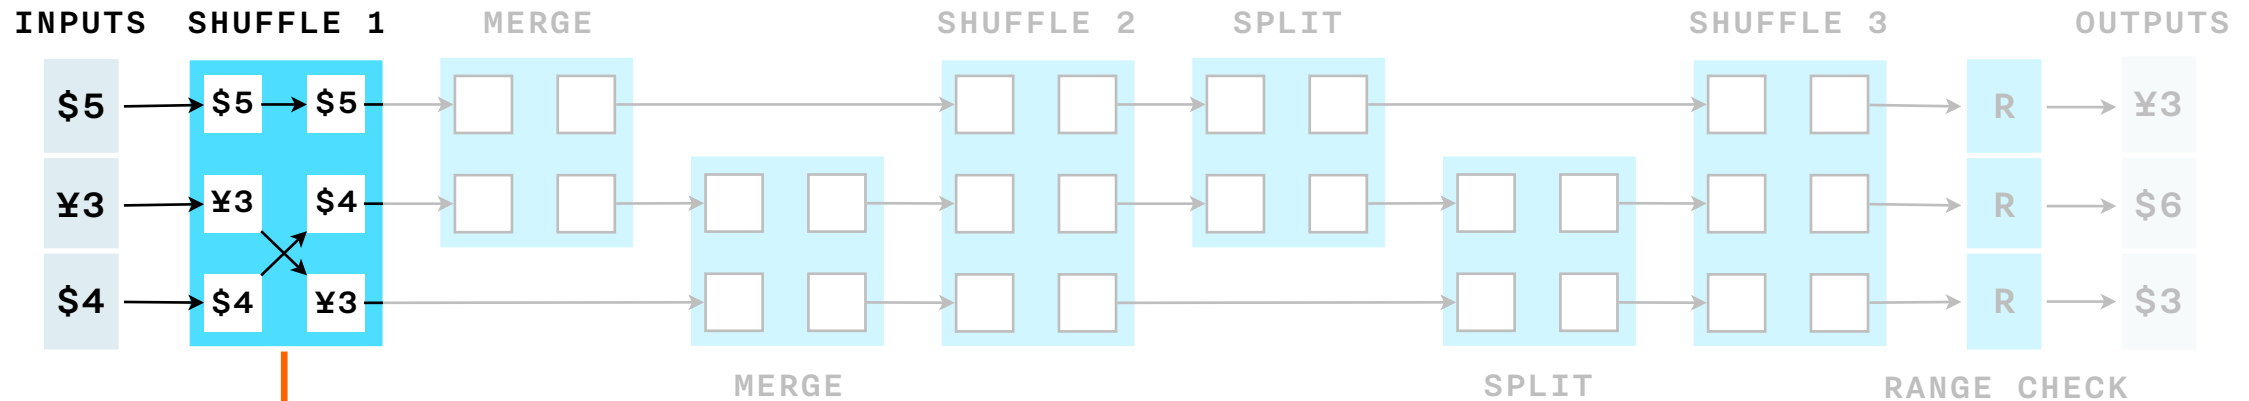 INPUTS SHUFFLE 1 MERGE SHUFFLE 2 SPLIT SHUFFLE 3 OUTPUTS
$5 $5 $5 R ¥3
¥3 ¥3 $4 R $6
$4 $4 ¥3 R $3
MERGE SPLIT RANGE CHECK